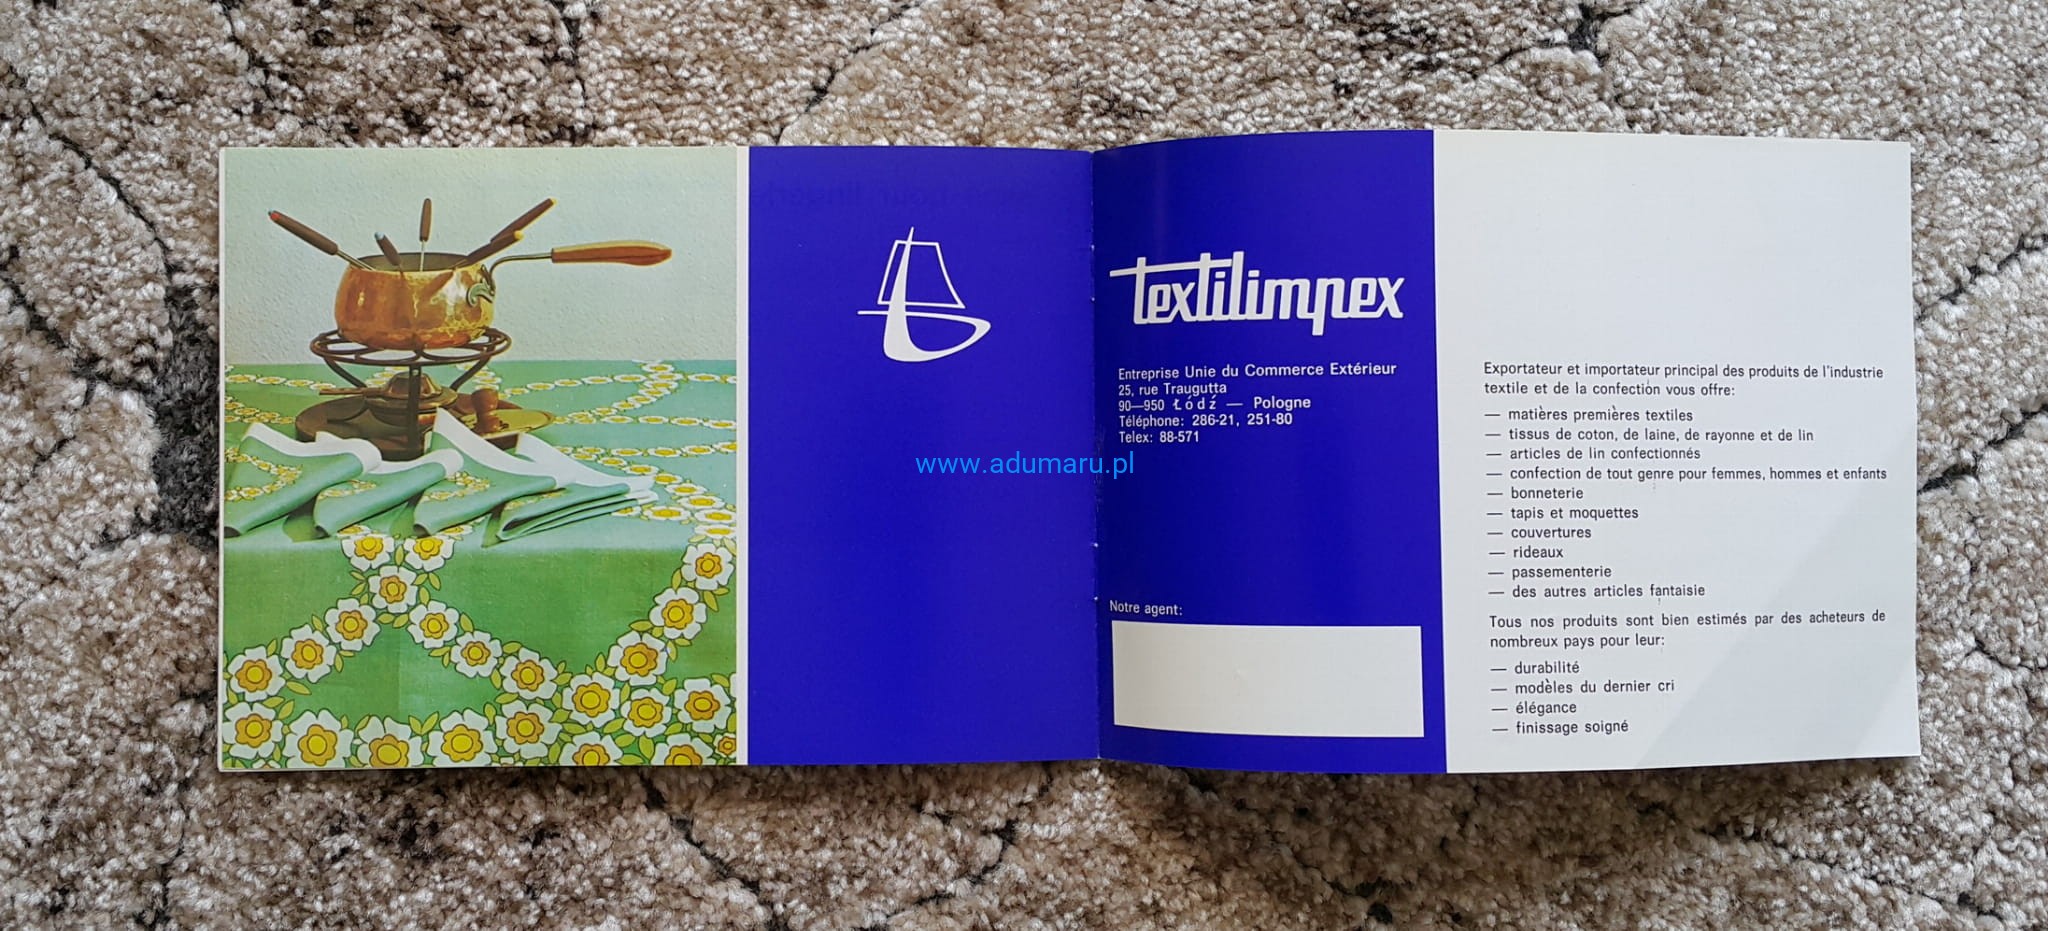 textilimpex
Entreprise Unie du Commerce Extérieur
25, rue Traugutta
90—950 Łódź — Pologne
Téléphone: 286-21, 251-80
Telex: 88-571
www.adumaru.pl
Notre agent:
Exportateur et importateur principal des produits de l'industrie
textile et de la confection vous offre:
— matières premières textiles
— tissus de coton, de laine, de rayonne et de lin
— articles de lin confectionnés
— confection de tout genre pour femmes, hommes et enfants
— bonneterie
— tapis et moquettes
— couvertures
— rideaux
— passementerie
— des autres articles fantaisie
Tous nos produits sont bien estimés par des acheteurs de
nombreux pays pour leur:
— durabilité
— modèles du dernier cri
— élégance
— finissage soigné